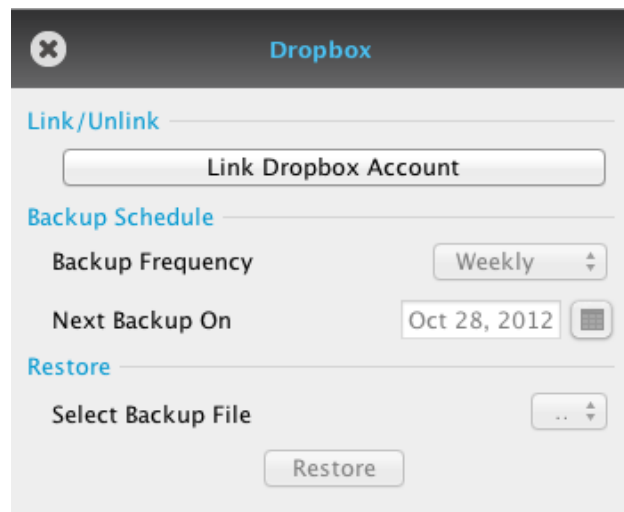 Dropbox
Link/Unlink
Link Dropbox Account
Backup Schedule
Backup Frequency Weekly
Next Backup On Oct 28, 2012
Restore
Select Backup File ..
Restore